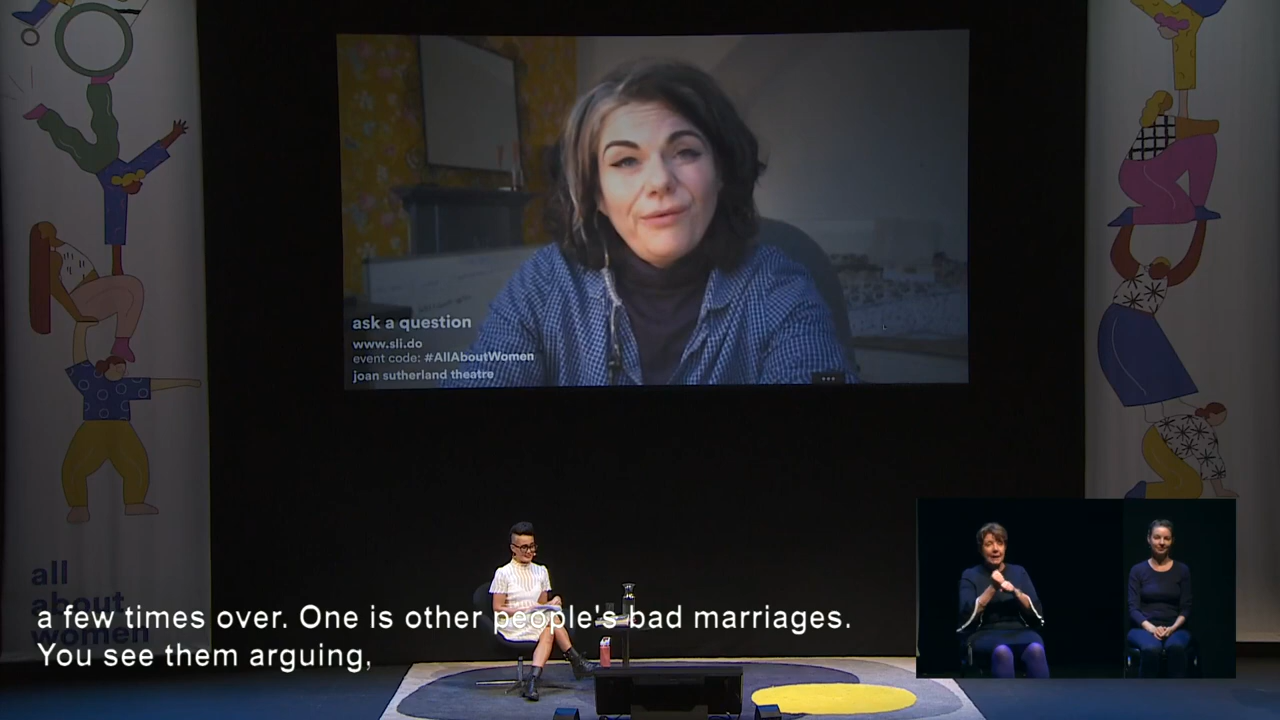 ask a question
www.sli.do
event code: #AllAboutWomen
joan sutherland theatre
all
about
women
a few times over. One is other people's bad marriages.
You see them arguing,